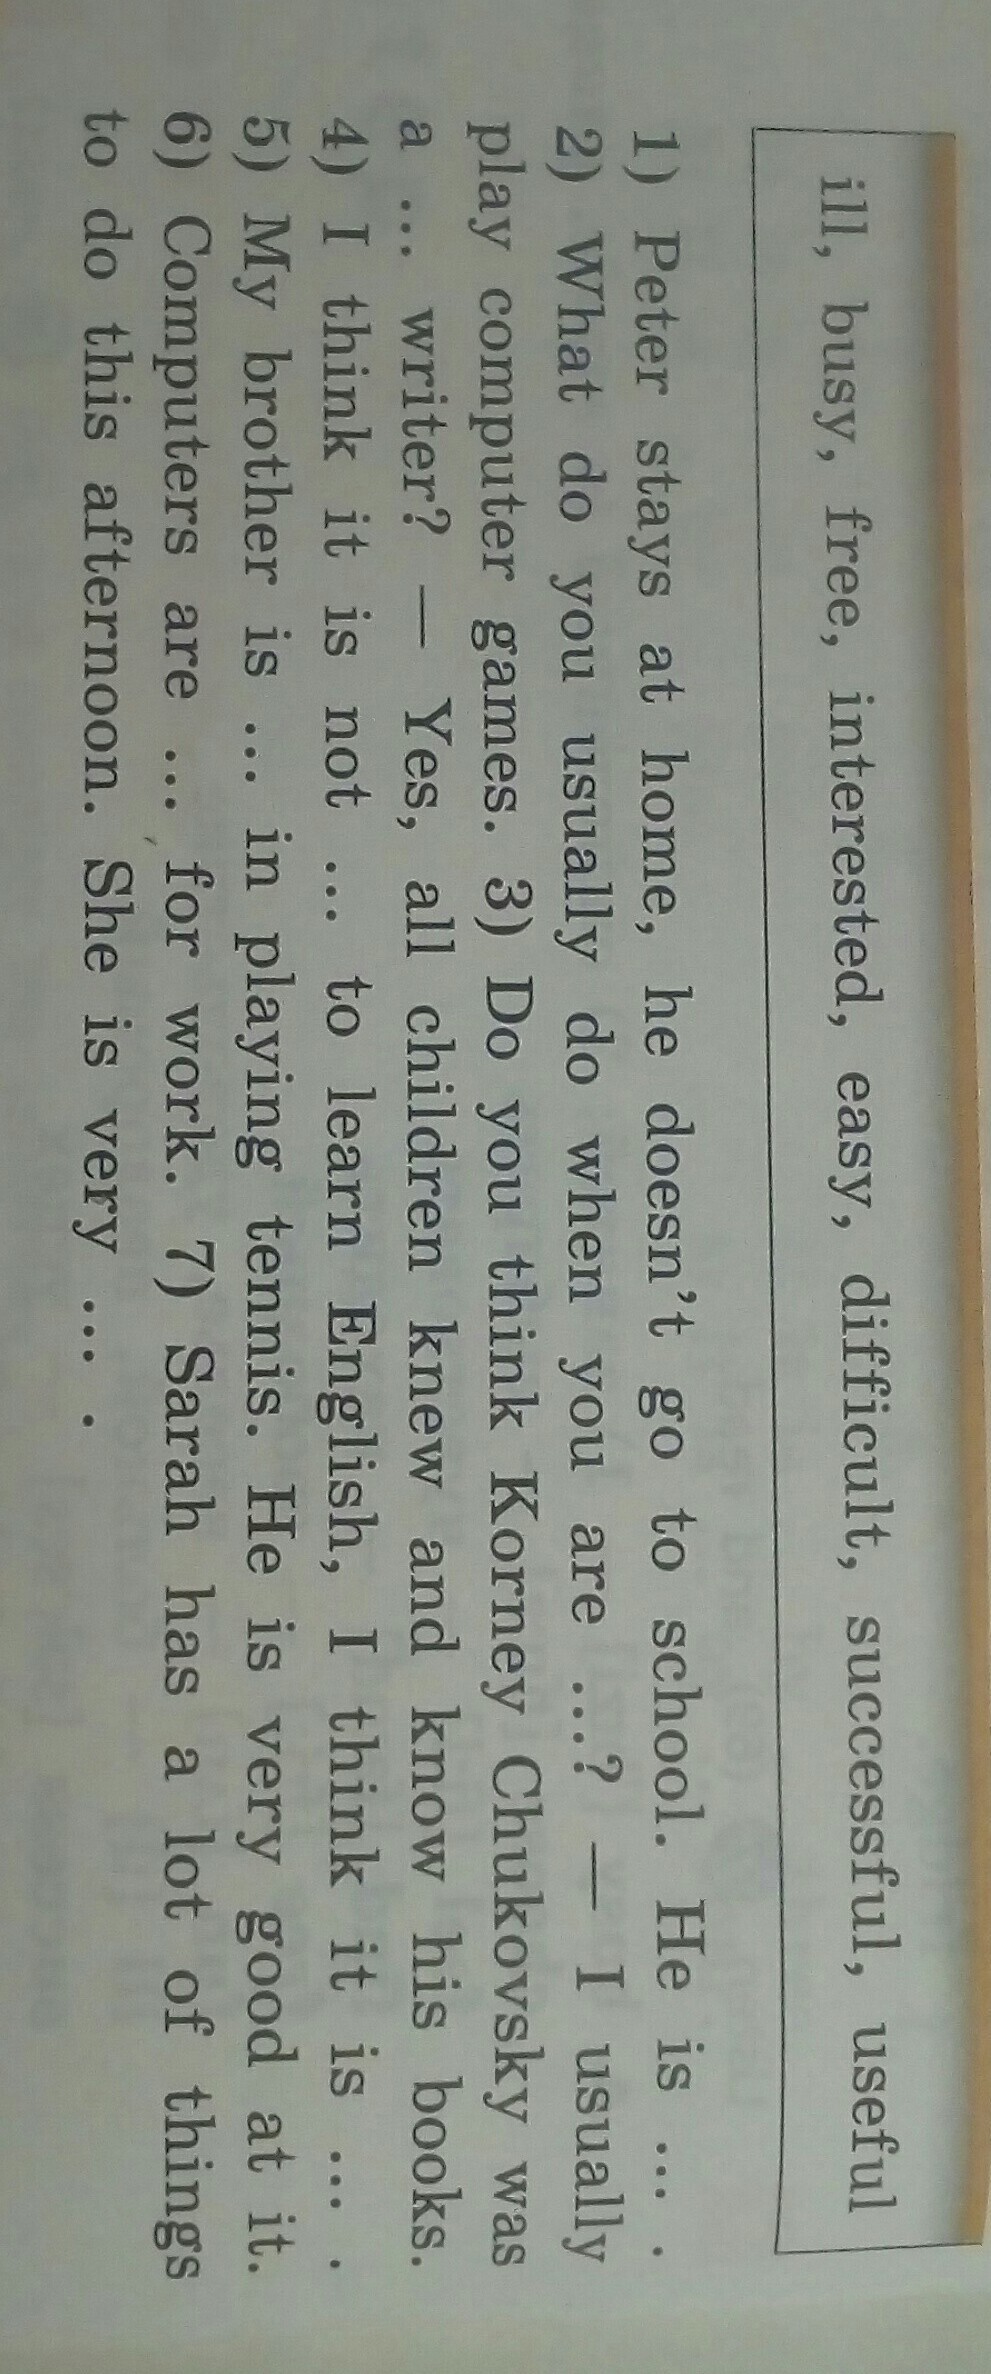 ill, busy, free, interested, easy, difficult, successful, useful
1) Peter stays at home, he doesn't go to school. He is ... .
2) What do you usually do when you are ...? — I usually
play computer games. 3) Do you think Korney Chukovsky was
a ... writer? — Yes, all children knew and know his books.
4) I think it is not ... to learn English, I think it is ... .
5) My brother is ... in playing tennis. He is very good at it.
6) Computers are ... for work. 7) Sarah has a lot of things
to do this afternoon. She is very ... .